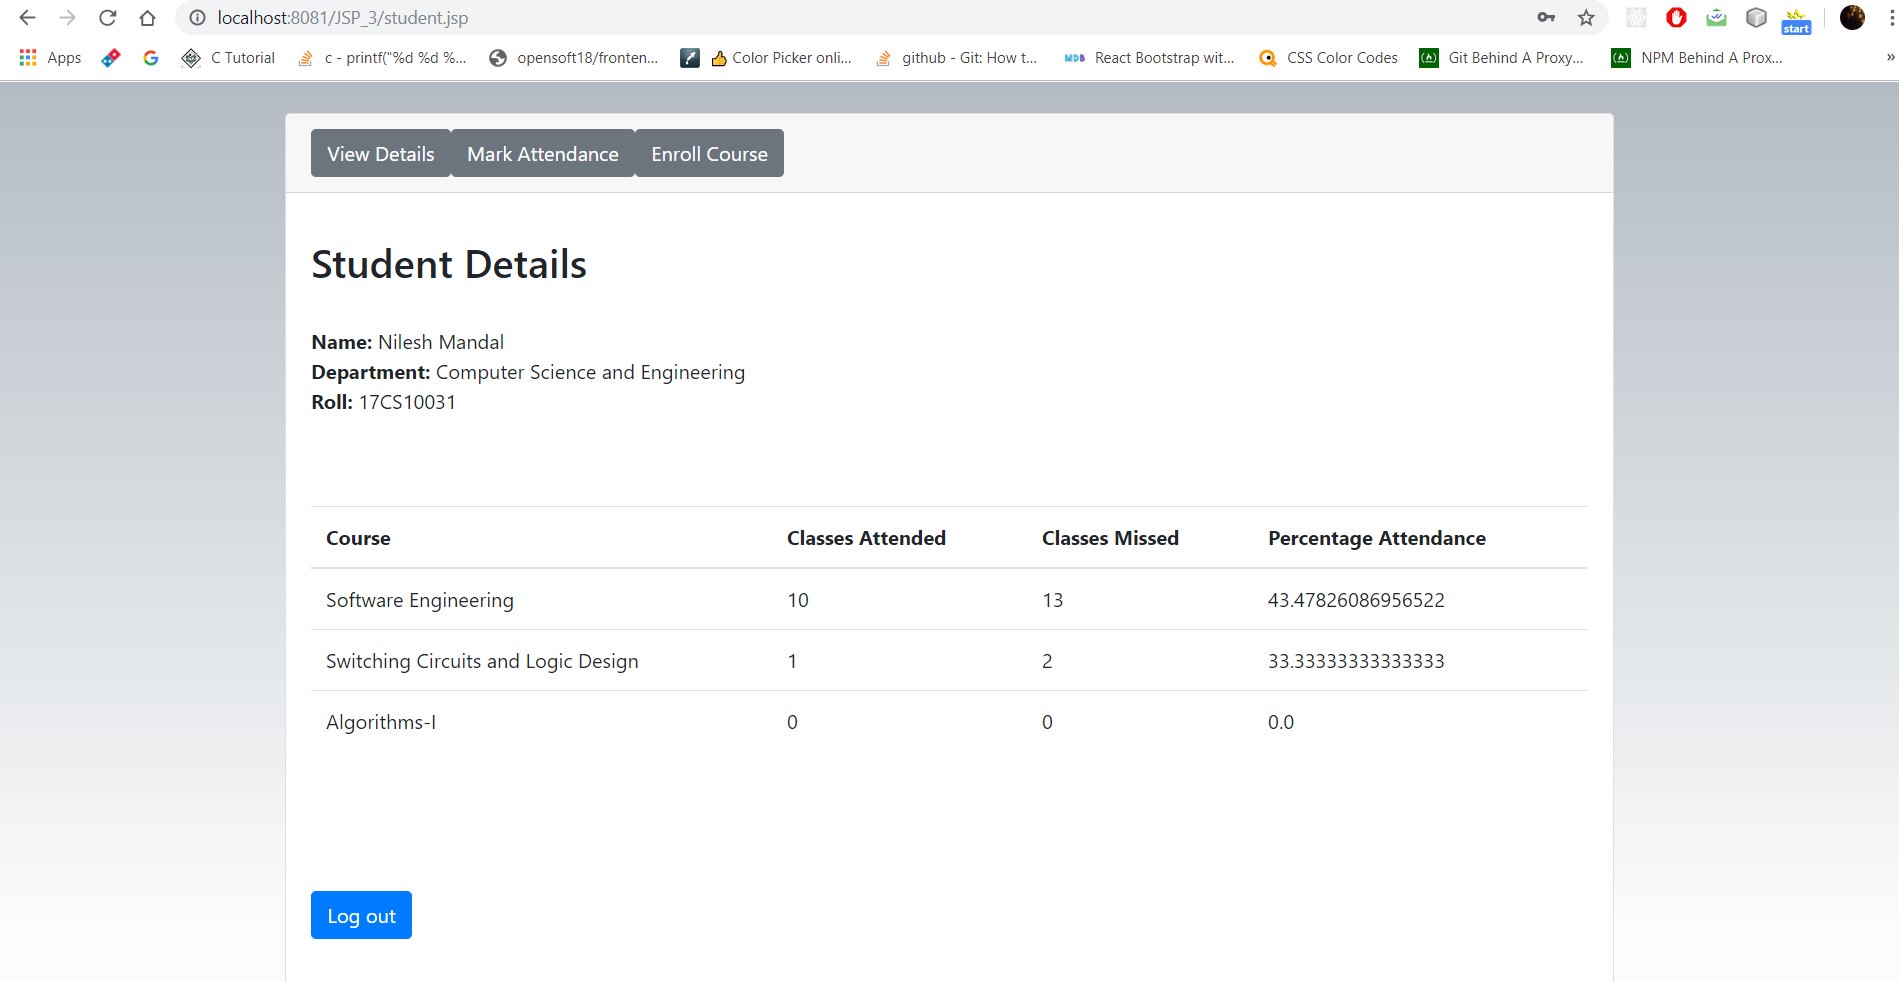 localhost:8081/JSP_3/student.jsp
start
Apps C Tutorial c - printf("%d %d %... opensoft18/fronten... Color Picker onli... github - Git: How t... MDB React Bootstrap wit... CSS Color Codes Git Behind A Proxy... NPM Behind A Prox... »
View Details Mark Attendance Enroll Course
Student Details
Name: Nilesh Mandal
Department: Computer Science and Engineering
Roll: 17CS10031
Course Classes Attended Classes Missed Percentage Attendance
Software Engineering 10 13 43.47826086956522
Switching Circuits and Logic Design 1 2 33.33333333333333
Algorithms-I 0 0 0.0
Log out